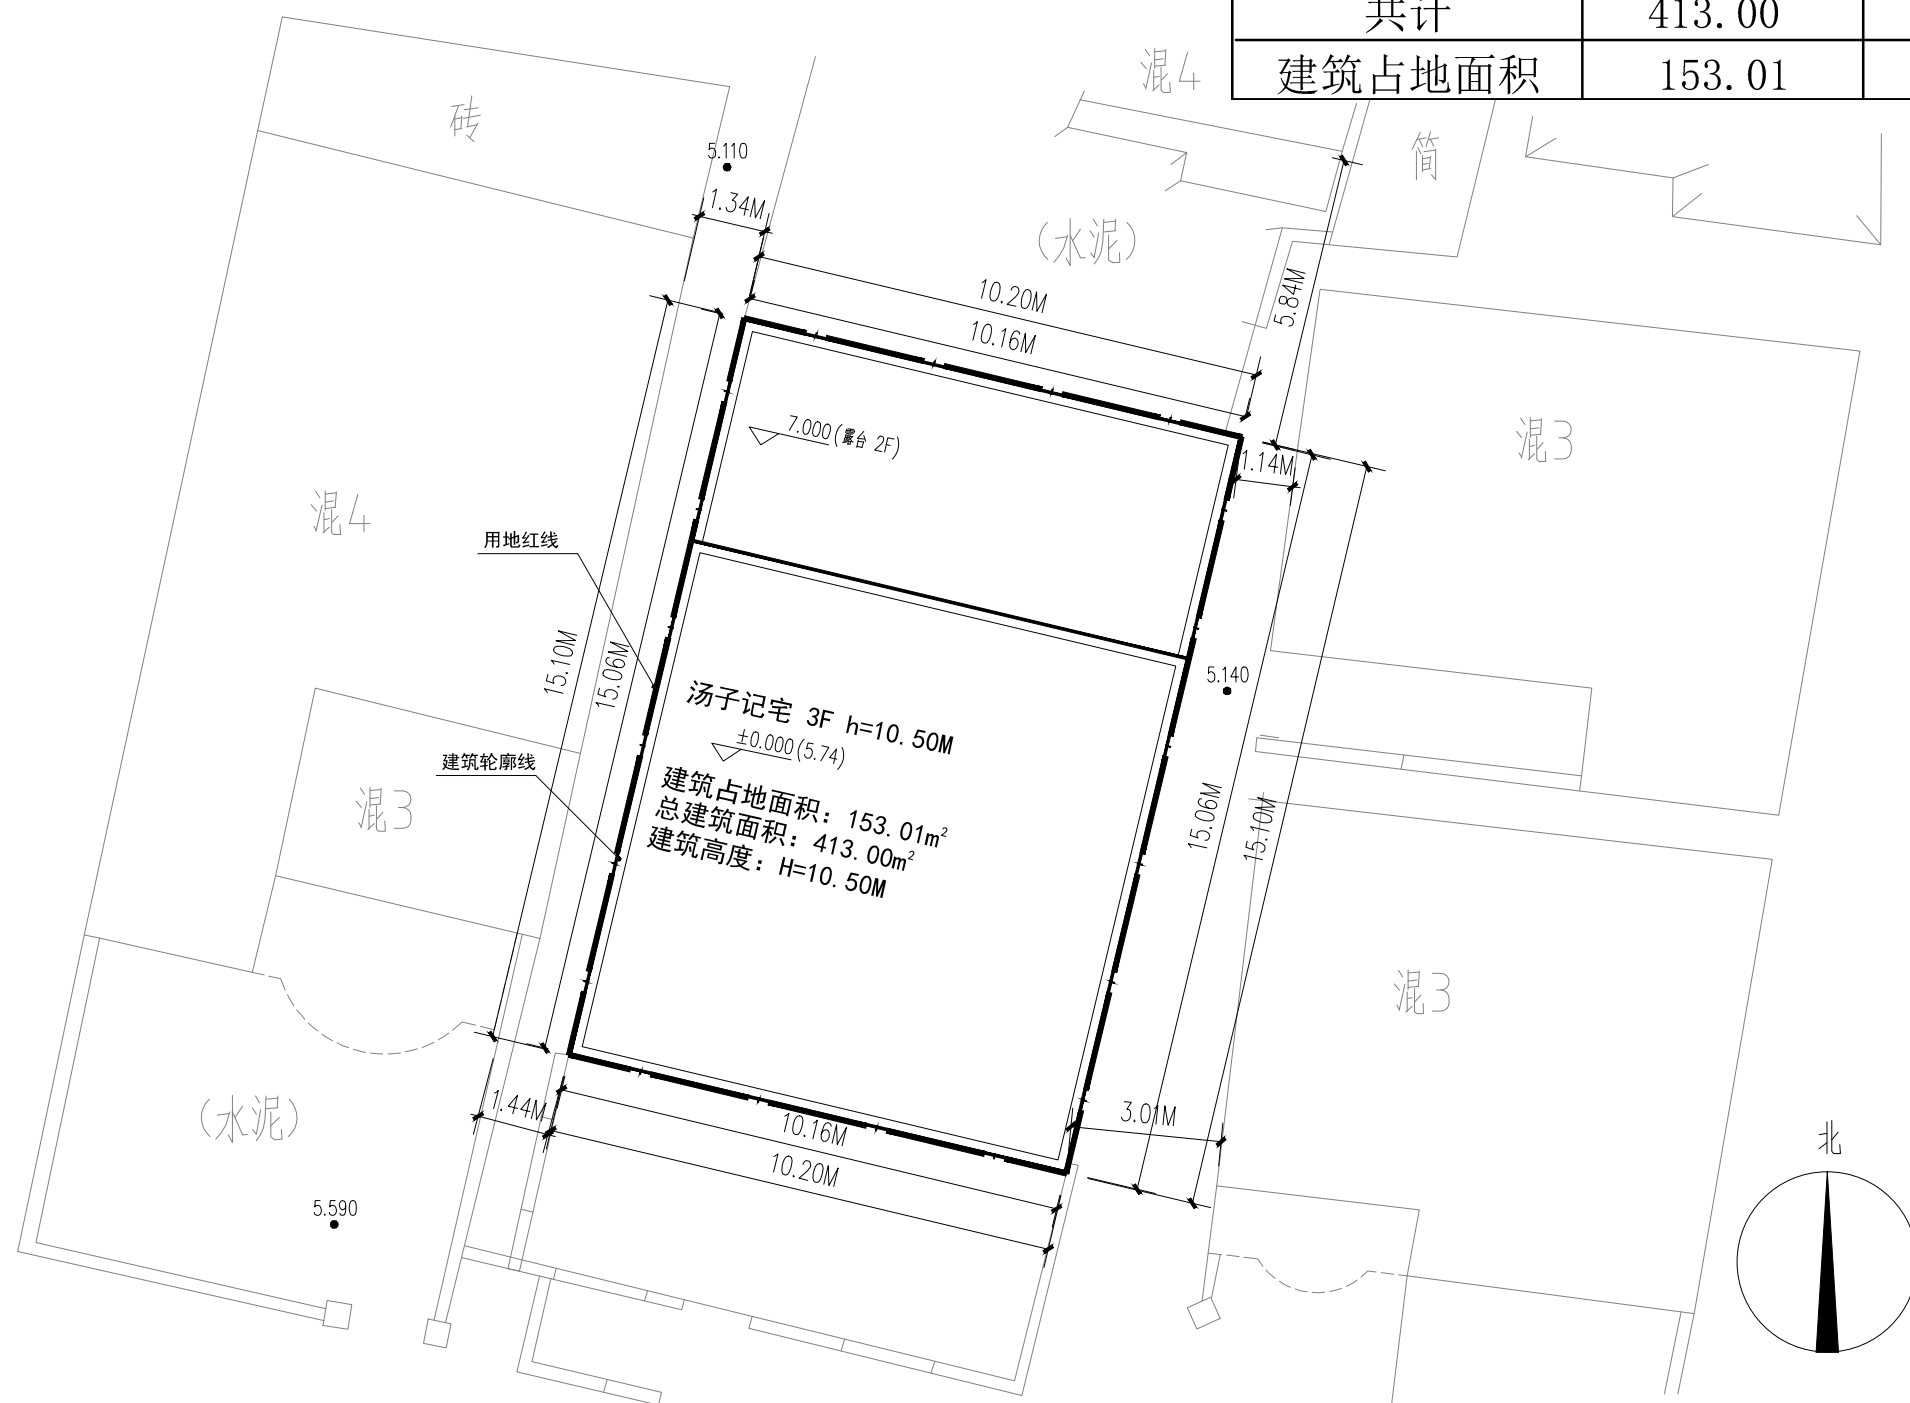 共计 413.00
建筑占地面积 153.01
混4
砖
简
5.110
1.34M
(水泥)
10.20M
5.84M
10.16M
7.000(露台 2F)
混3
1.14M
混4
用地红线
15.10M
15.06M
5.140
汤子记宅 3F h=10.50M
±0.000(5.74)
建筑轮廓线
建筑占地面积: 153.01m²
总建筑面积: 413.00m²
建筑高度: H=10.50M
混3
15.06M
15.10M
混3
1.44M
10.16M
3.01M
(水泥)
10.20M
北
5.590